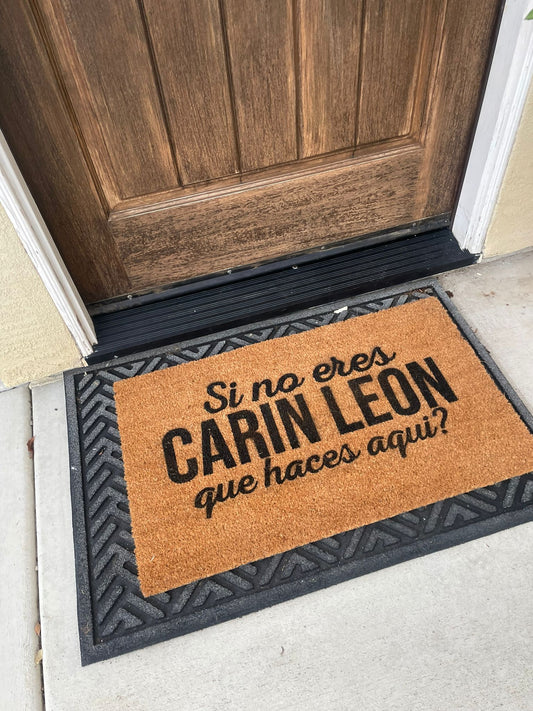 Si no eres
CARIN LEON
que haces aqui?